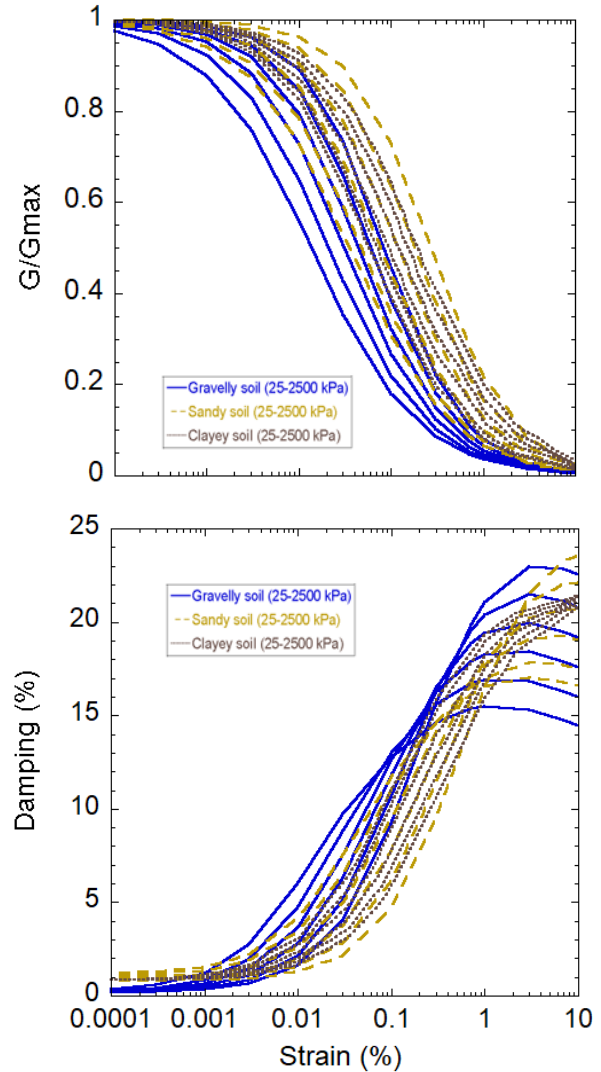 1
0.8
0.6
0.4
0.2
0
G/Gmax
Gravelly soil (25-2500 kPa)
Sandy soil (25-2500 kPa)
Clayey soil (25-2500 kPa)
25
20
15
10
5
0
Damping (%)
Gravelly soil (25-2500 kPa)
Sandy soil (25-2500 kPa)
Clayey soil (25-2500 kPa)
0.0001 0.001 0.01 0.1 1 10
Strain (%)